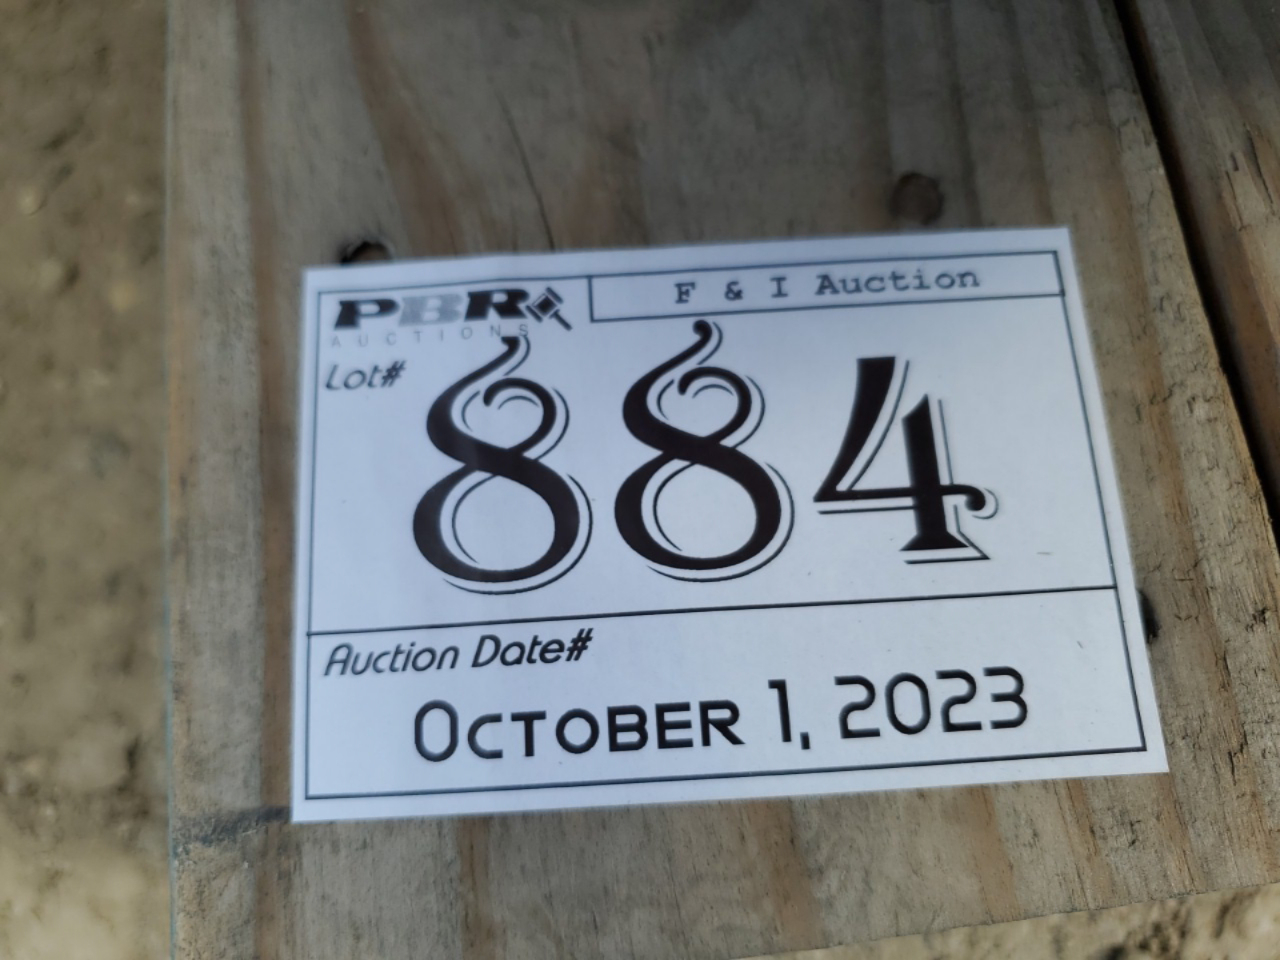 PBR
AUCTIONS
F & I Auction
Lot#
884
Auction Date#
OCTOBER 1, 2023